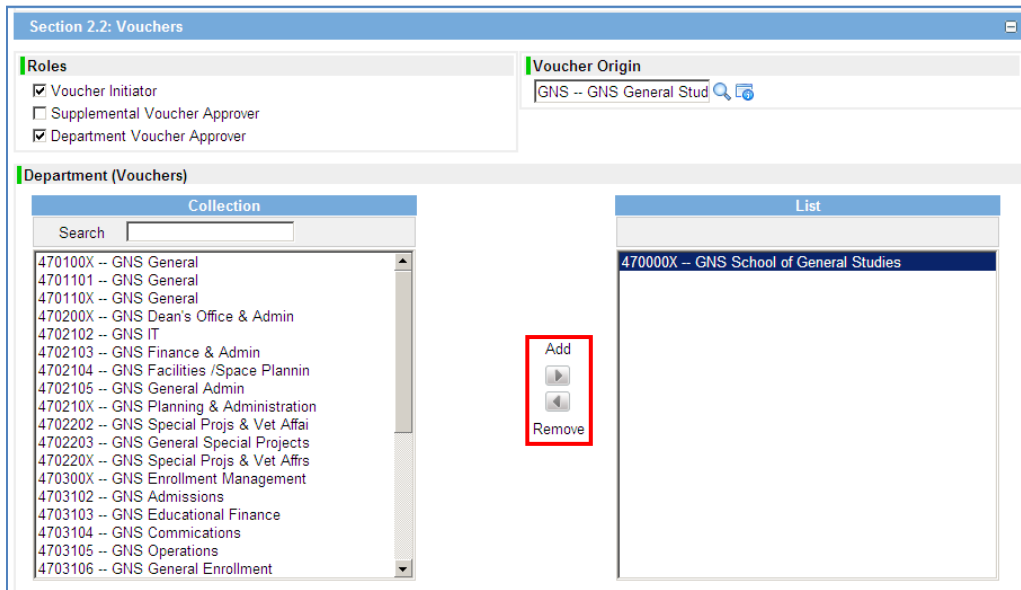 Section 2.2: Vouchers
Roles
Voucher Initiator
Supplemental Voucher Approver
Department Voucher Approver
Voucher Origin
GNS -- GNS General Stud
Department (Vouchers)
Collection
Search
470100X -- GNS General
4701101 -- GNS General
470110X -- GNS General
470200X -- GNS Dean's Office & Admin
4702102 -- GNS IT
4702103 -- GNS Finance & Admin
4702104 -- GNS Facilities /Space Plannin
4702105 -- GNS General Admin
470210X -- GNS Planning & Administration
4702202 -- GNS Special Projs & Vet Affai
4702203 -- GNS General Special Projects
470220X -- GNS Special Projs & Vet Affrs
470300X -- GNS Enrollment Management
4703102 -- GNS Admissions
4703103 -- GNS Educational Finance
4703104 -- GNS Commications
4703105 -- GNS Operations
4703106 -- GNS General Enrollment
Add
Remove
List
470000X -- GNS School of General Studies